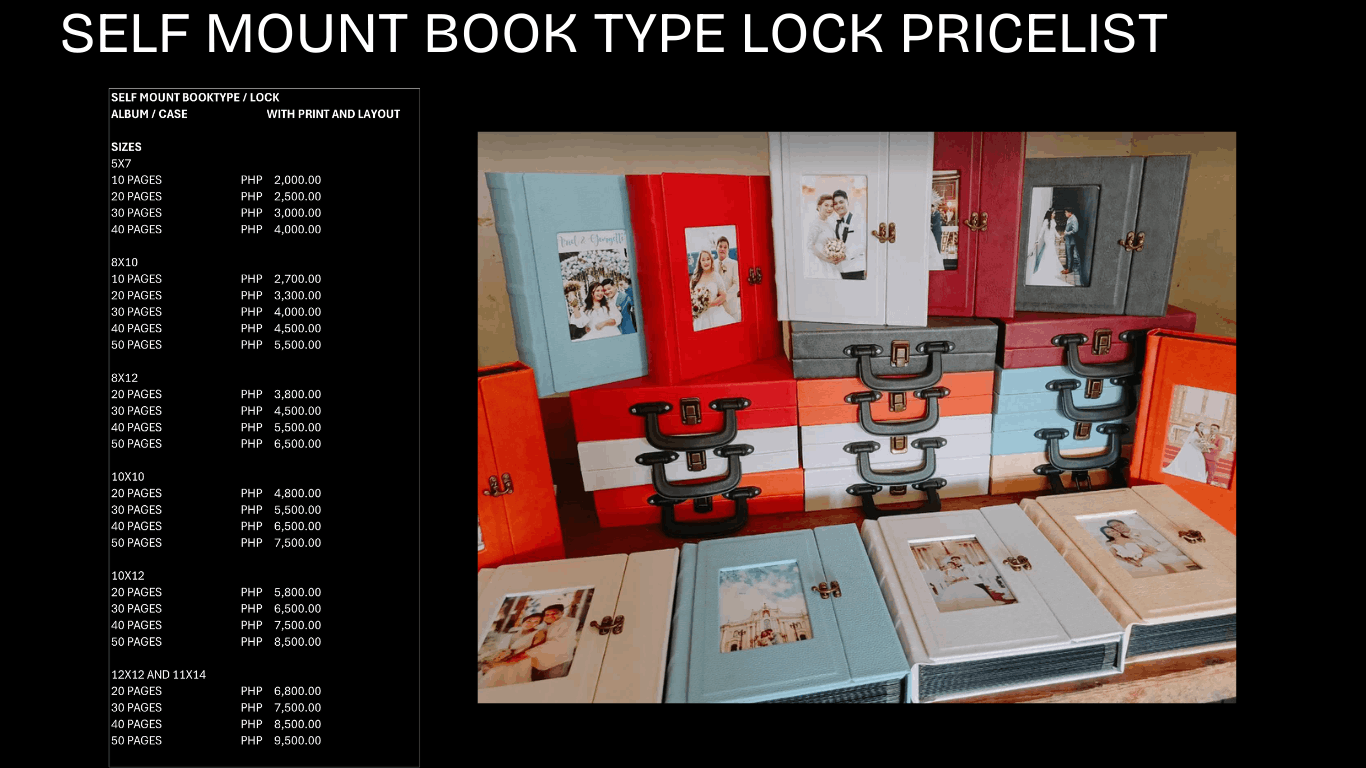 SELF MOUNT BOOK TYPE LOCK PRICELIST
SELF MOUNT BOOKTYPE / LOCK
ALBUM / CASE WITH PRINT AND LAYOUT
SIZES
5X7
10 PAGES PHP 2,000.00
20 PAGES PHP 2,500.00
30 PAGES PHP 3,000.00
40 PAGES PHP 4,000.00
8X10
10 PAGES PHP 2,700.00
20 PAGES PHP 3,300.00
30 PAGES PHP 4,000.00
40 PAGES PHP 4,500.00
50 PAGES PHP 5,500.00
8X12
20 PAGES PHP 3,800.00
30 PAGES PHP 4,500.00
40 PAGES PHP 5,500.00
50 PAGES PHP 6,500.00
10X10
20 PAGES PHP 4,800.00
30 PAGES PHP 5,500.00
40 PAGES PHP 6,500.00
50 PAGES PHP 7,500.00
10X12
20 PAGES PHP 5,800.00
30 PAGES PHP 6,500.00
40 PAGES PHP 7,500.00
50 PAGES PHP 8,500.00
12X12 AND 11X14
20 PAGES PHP 6,800.00
30 PAGES PHP 7,500.00
40 PAGES PHP 8,500.00
50 PAGES PHP 9,500.00